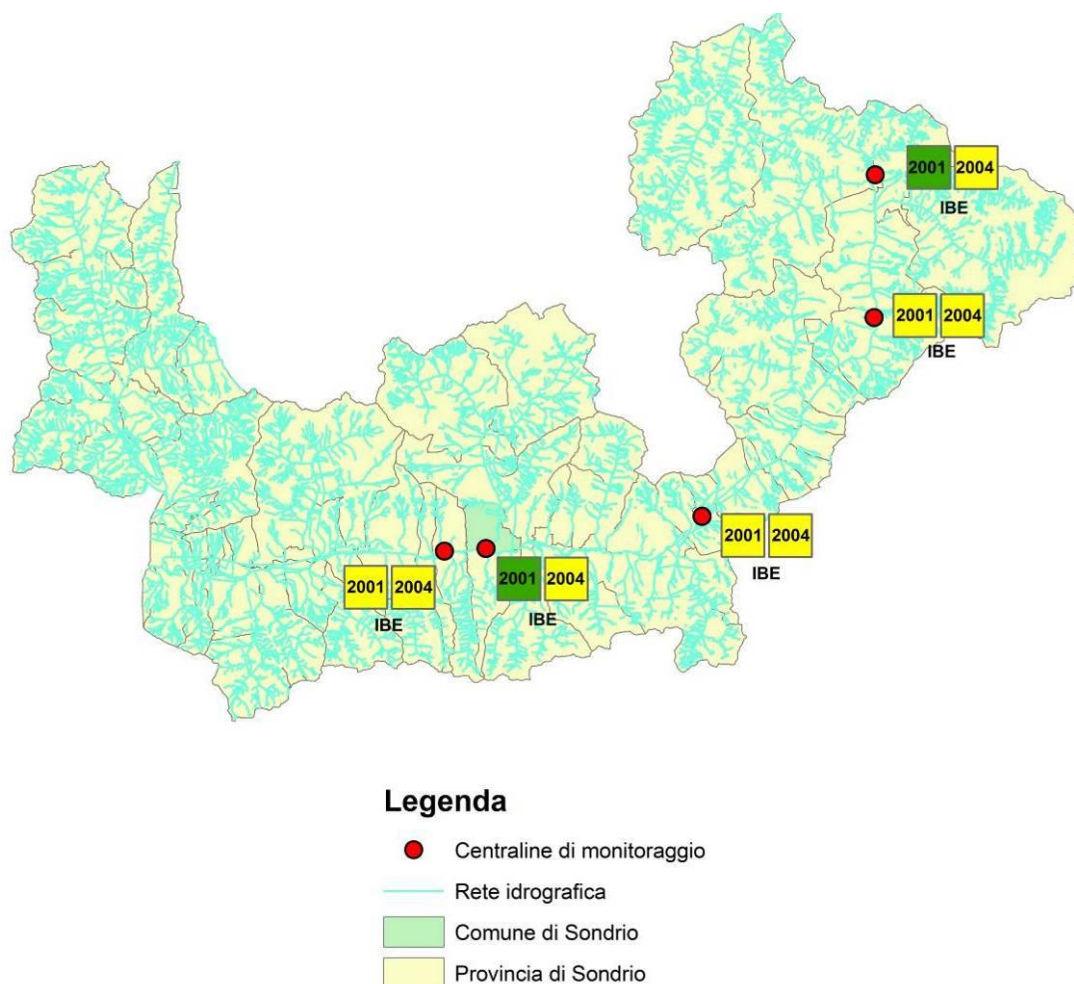 2001 2004
IBE
2001 2004
IBE
2001 2004
IBE
2001 2004
IBE
2001 2004
IBE
Legenda
Centraline di monitoraggio
Rete idrografica
Comune di Sondrio
Provincia di Sondrio